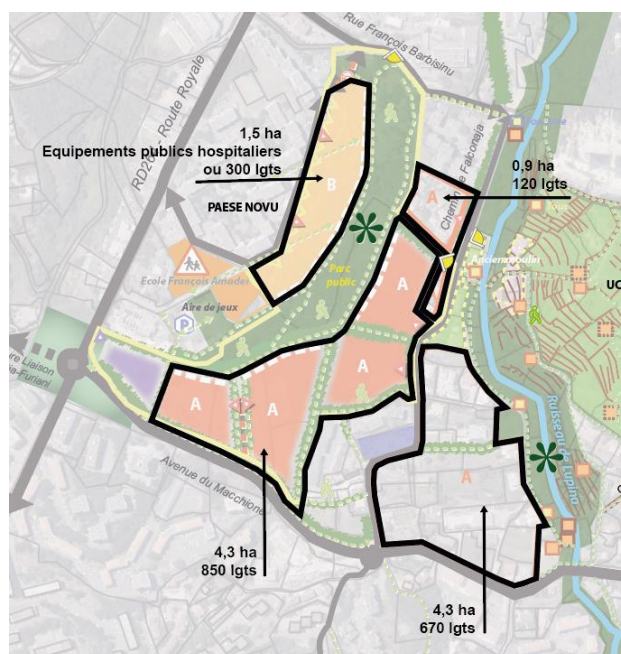 Rue François Barbisinu
RD264 - Route Royale
1,5 ha
Equipements publics hospitaliers
ou 300 lgts
PAESE NOVU
B
0,9 ha
120 lgts
A
Chemin de Falconaja
Ancien moulin
UC
Parc
public
A
Ecole François Amadei
Aire de jeux
P
A
A
A
Ruisseau de Lupino
A
Avenue du Macchione
4,3 ha
850 lgts
4,3 ha
670 lgts